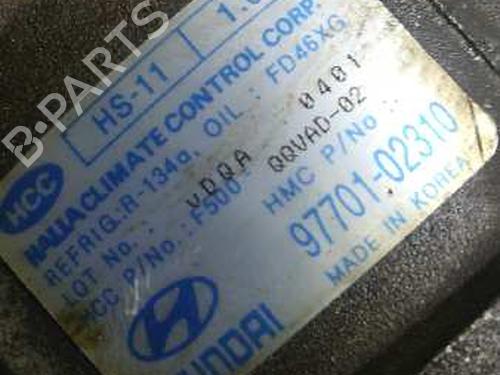 B-PARTS
HCC
HS-11
HALLA CLIMATE CONTROL CORP.
REFRIG.: R-134a, OIL : FD46XG
LOT No. : VDQA 0401
HCC P/No. : F500 QQVAD-02
HMC P/No
97701-02310
HYUNDAI
MADE IN KOREA